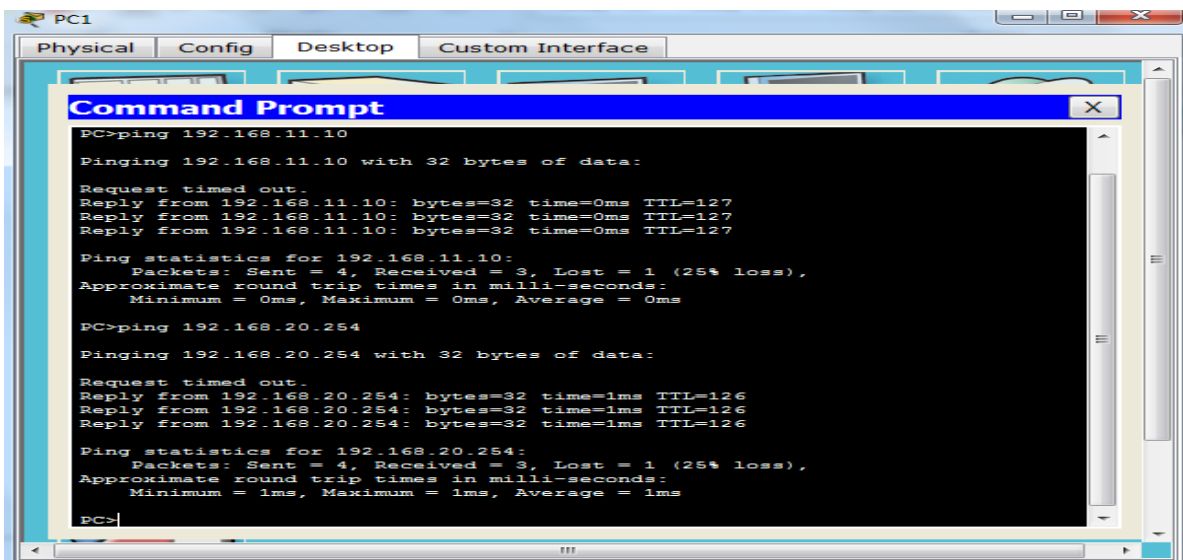 PC1
Physical Config Desktop Custom Interface
Command Prompt
PC>ping 192.168.11.10
Pinging 192.168.11.10 with 32 bytes of data:
Request timed out.
Reply from 192.168.11.10: bytes=32 time=0ms TTL=127
Reply from 192.168.11.10: bytes=32 time=0ms TTL=127
Reply from 192.168.11.10: bytes=32 time=0ms TTL=127
Ping statistics for 192.168.11.10:
Packets: Sent = 4, Received = 3, Lost = 1 (25% loss),
Approximate round trip times in milli-seconds:
Minimum = 0ms, Maximum = 0ms, Average = 0ms
PC>ping 192.168.20.254
Pinging 192.168.20.254 with 32 bytes of data:
Request timed out.
Reply from 192.168.20.254: bytes=32 time=1ms TTL=126
Reply from 192.168.20.254: bytes=32 time=1ms TTL=126
Reply from 192.168.20.254: bytes=32 time=1ms TTL=126
Ping statistics for 192.168.20.254:
Packets: Sent = 4, Received = 3, Lost = 1 (25% loss),
Approximate round trip times in milli-seconds:
Minimum = 1ms, Maximum = 1ms, Average = 1ms
PC>